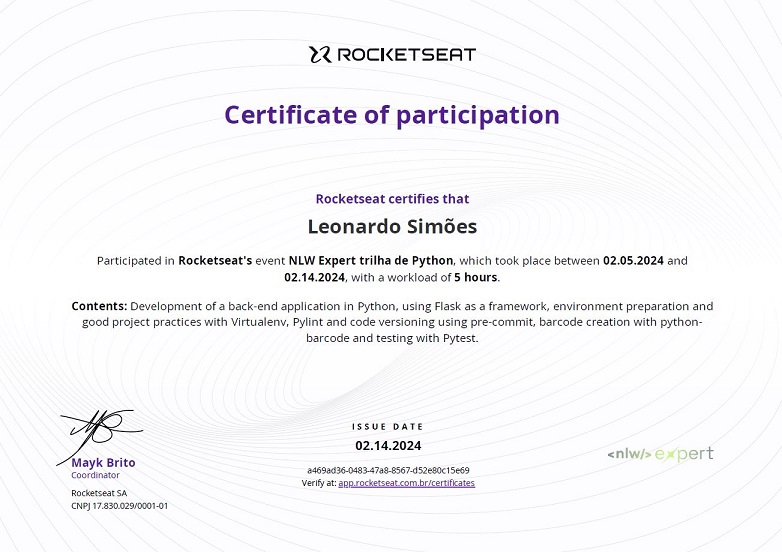 ROCKETSEAT
Certificate of participation
Rocketseat certifies that
Leonardo Simões
Participated in Rocketseat's event NLW Expert trilha de Python, which took place between 02.05.2024 and
02.14.2024, with a workload of 5 hours.
Contents: Development of a back-end application in Python, using Flask as a framework, environment preparation and
good project practices with Virtualenv, Pylint and code versioning using pre-commit, barcode creation with python-
barcode and testing with Pytest.
Mayk Brito
Coordinator
Rocketseat SA
CNPJ 17.830.029/0001-01
ISSUE DATE
02.14.2024
a469ad36-0483-47a8-8567-d52e80c15e69
Verify at: app.rocketseat.com.br/certificates
<nlw/> expert